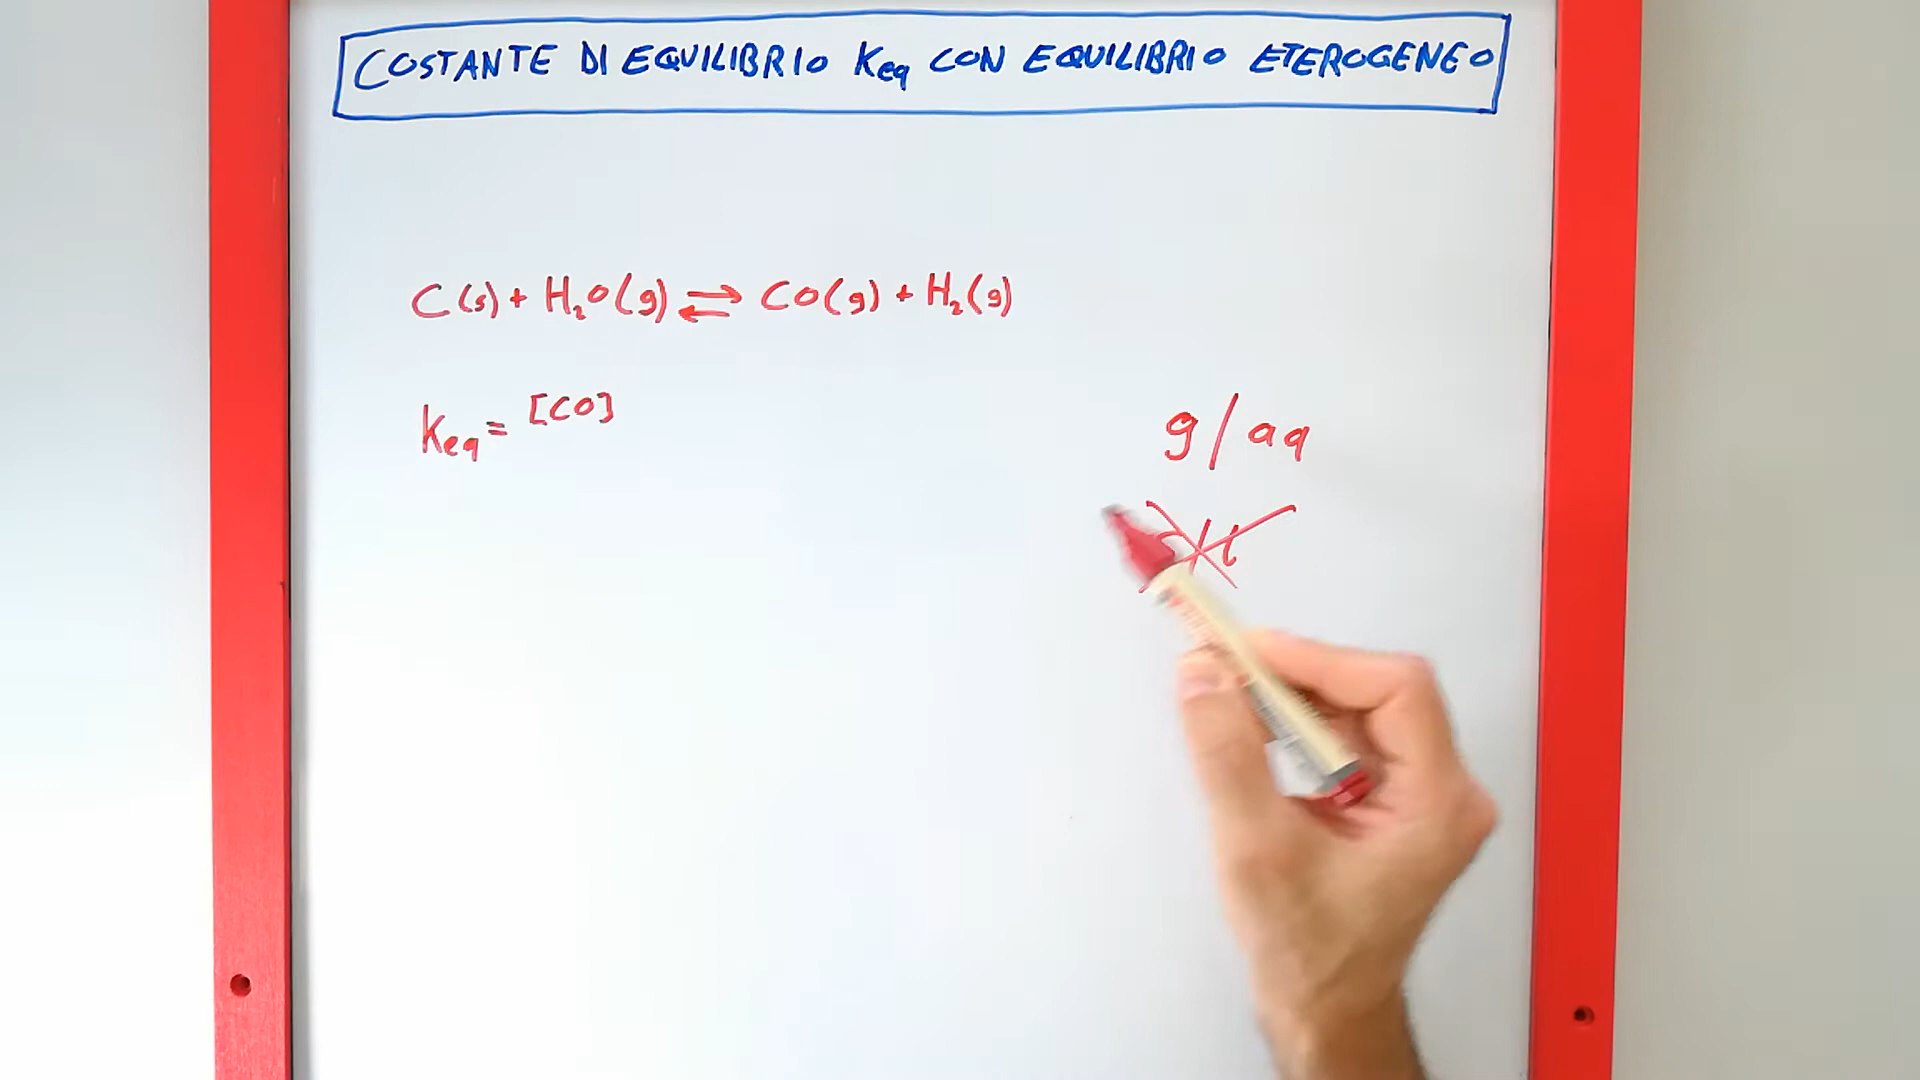 COSTANTE DI EQUILIBRIO Keq CON EQUILIBRIO ETEROGENEO
C(s) + H₂O(g) ⇌ CO(g) + H₂(g)
Keq = [CO]
g/aq
/l